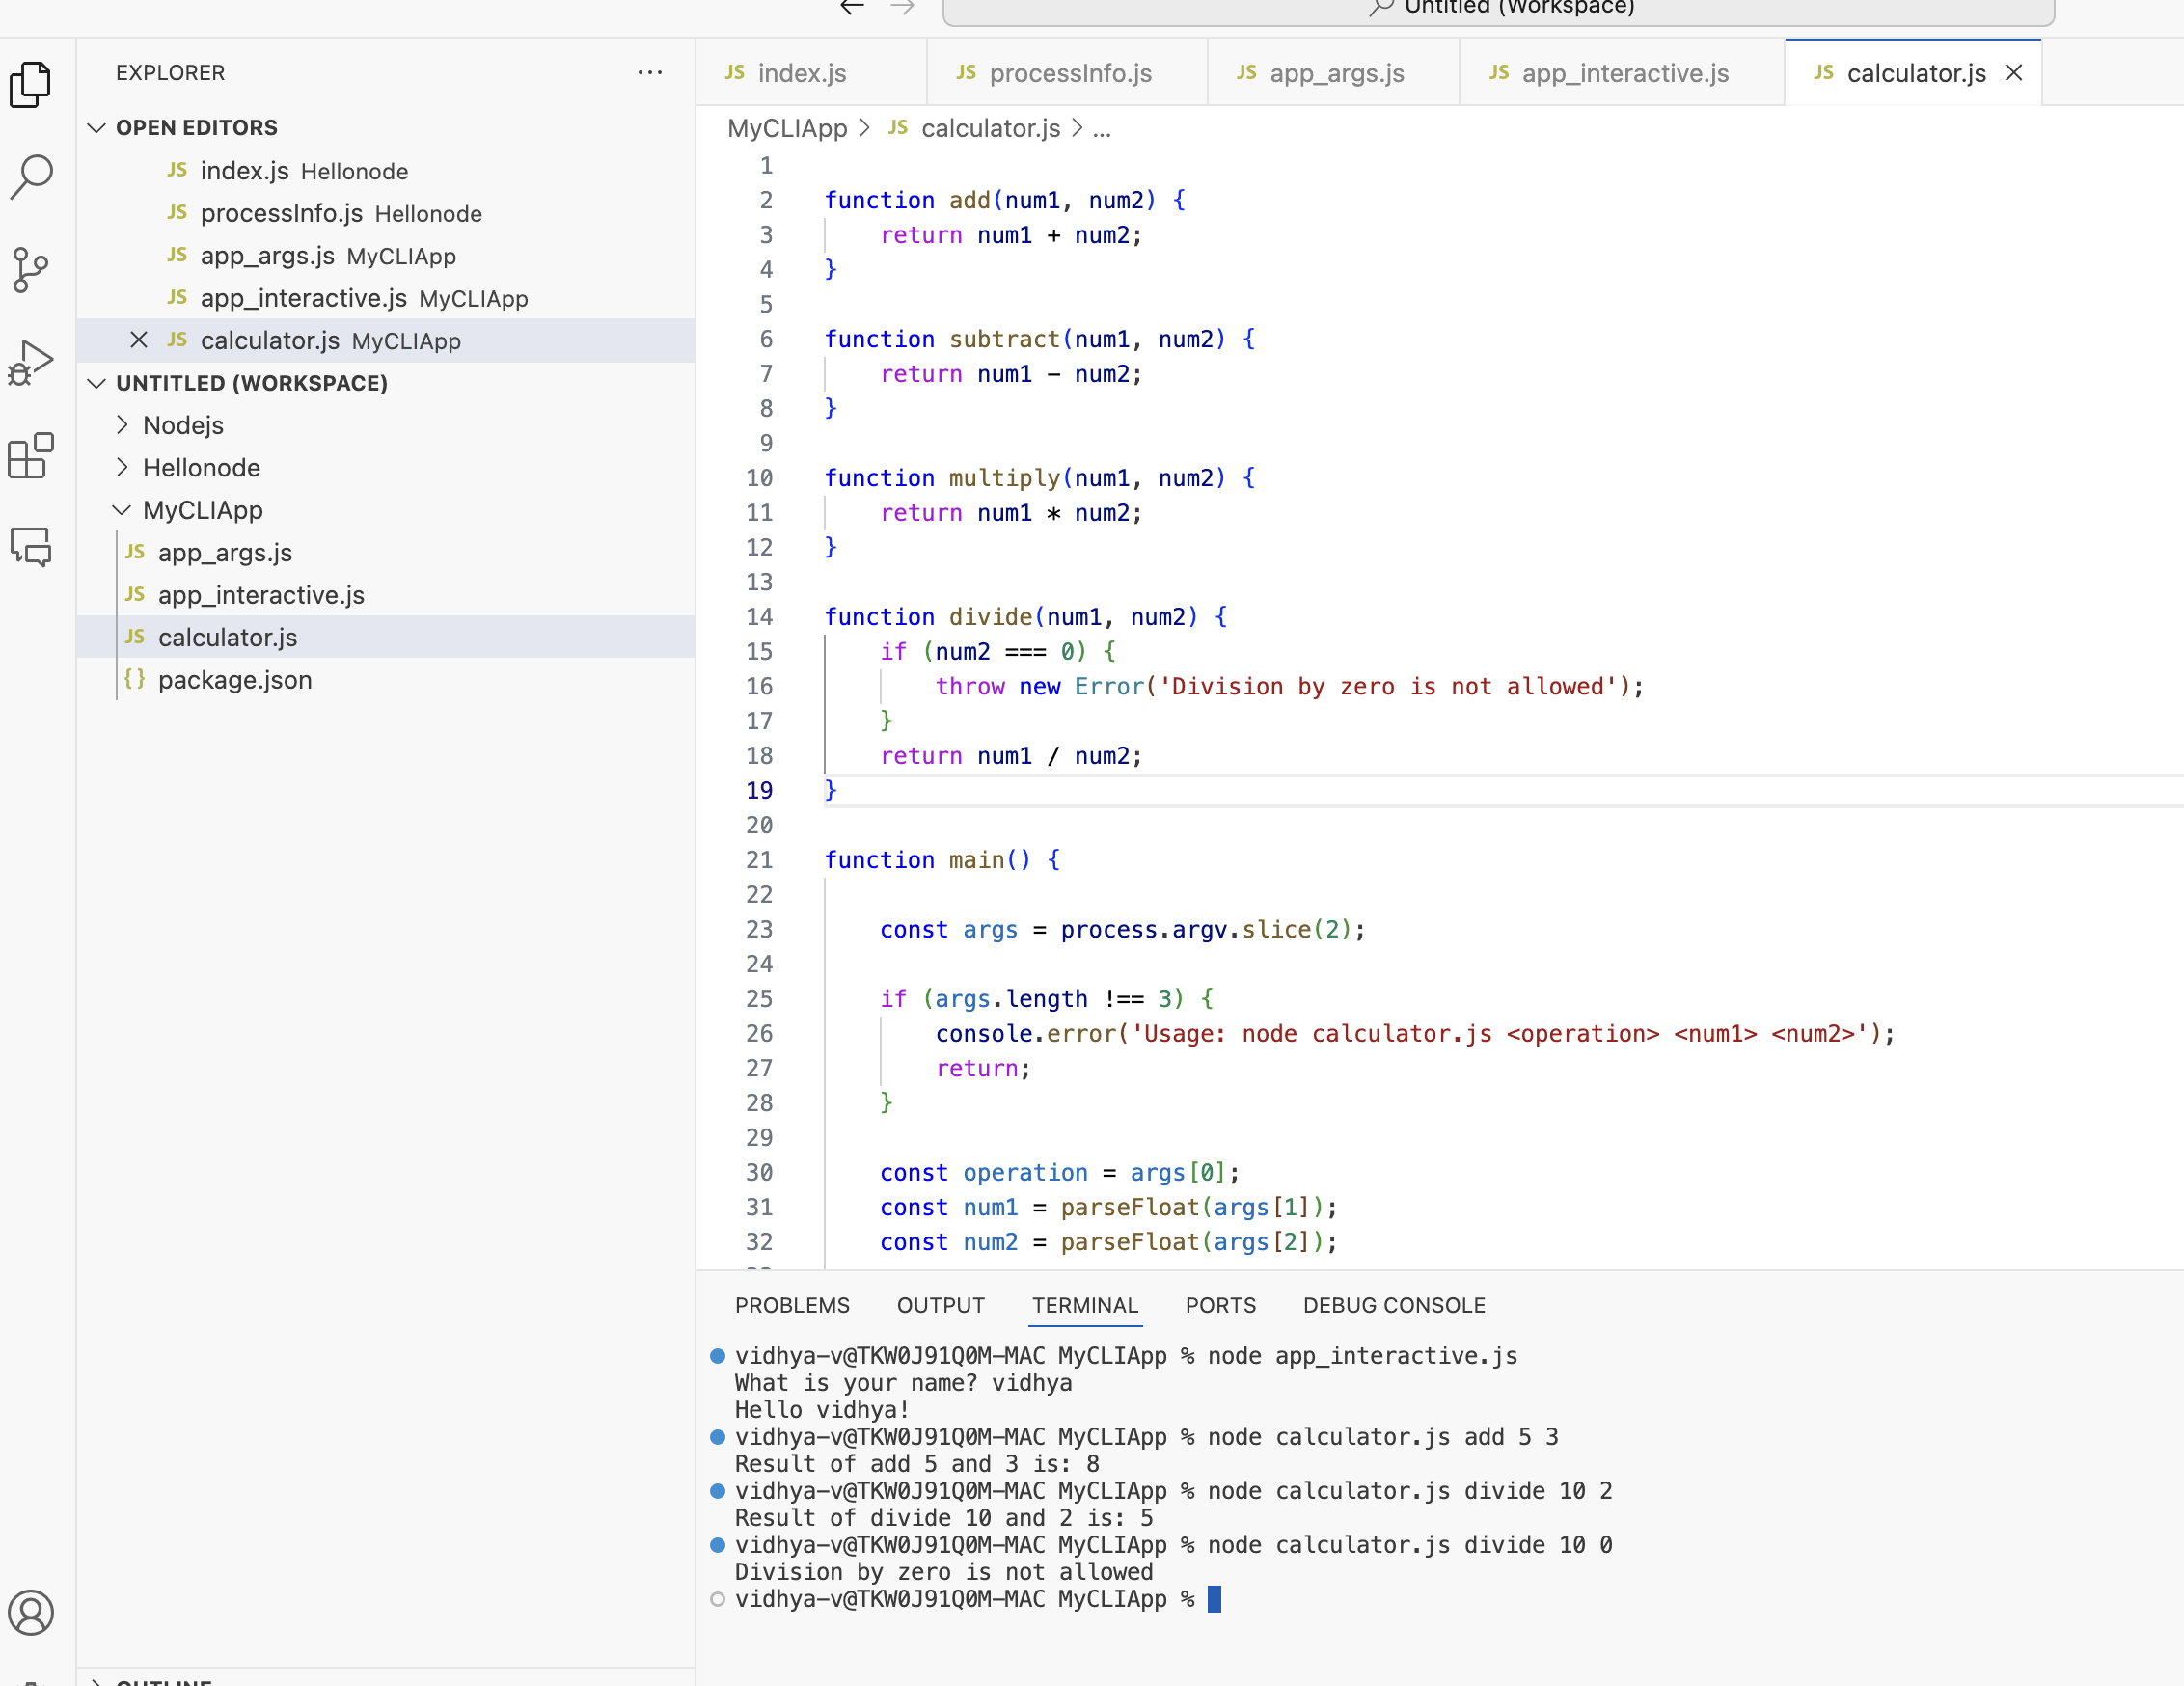 Untitled (Workspace)
EXPLORER
OPEN EDITORS
JS index.js Hellonode
JS processInfo.js Hellonode
JS app_args.js MyCLIApp
JS app_interactive.js MyCLIApp
JS calculator.js MyCLIApp
UNTITLED (WORKSPACE)
Nodejs
Hellonode
MyCLIApp
JS app_args.js
JS app_interactive.js
JS calculator.js
{} package.json
OUTLINE
JS index.js JS processInfo.js JS app_args.js JS app_interactive.js JS calculator.js
MyCLIApp > JS calculator.js > ...
1
2 function add(num1, num2) {
3 return num1 + num2;
4 }
5
6 function subtract(num1, num2) {
7 return num1 - num2;
8 }
9
10 function multiply(num1, num2) {
11 return num1 * num2;
12 }
13
14 function divide(num1, num2) {
15 if (num2 === 0) {
16 throw new Error('Division by zero is not allowed');
17 }
18 return num1 / num2;
19 }
20
21 function main() {
22
23 const args = process.argv.slice(2);
24
25 if (args.length !== 3) {
26 console.error('Usage: node calculator.js <operation> <num1> <num2>');
27 return;
28 }
29
30 const operation = args[0];
31 const num1 = parseFloat(args[1]);
32 const num2 = parseFloat(args[2]);
PROBLEMS OUTPUT TERMINAL PORTS DEBUG CONSOLE
vidhya-v@TKW0J91Q0M-MAC MyCLIApp % node app_interactive.js
What is your name? vidhya
Hello vidhya!
vidhya-v@TKW0J91Q0M-MAC MyCLIApp % node calculator.js add 5 3
Result of add 5 and 3 is: 8
vidhya-v@TKW0J91Q0M-MAC MyCLIApp % node calculator.js divide 10 2
Result of divide 10 and 2 is: 5
vidhya-v@TKW0J91Q0M-MAC MyCLIApp % node calculator.js divide 10 0
Division by zero is not allowed
vidhya-v@TKW0J91Q0M-MAC MyCLIApp %